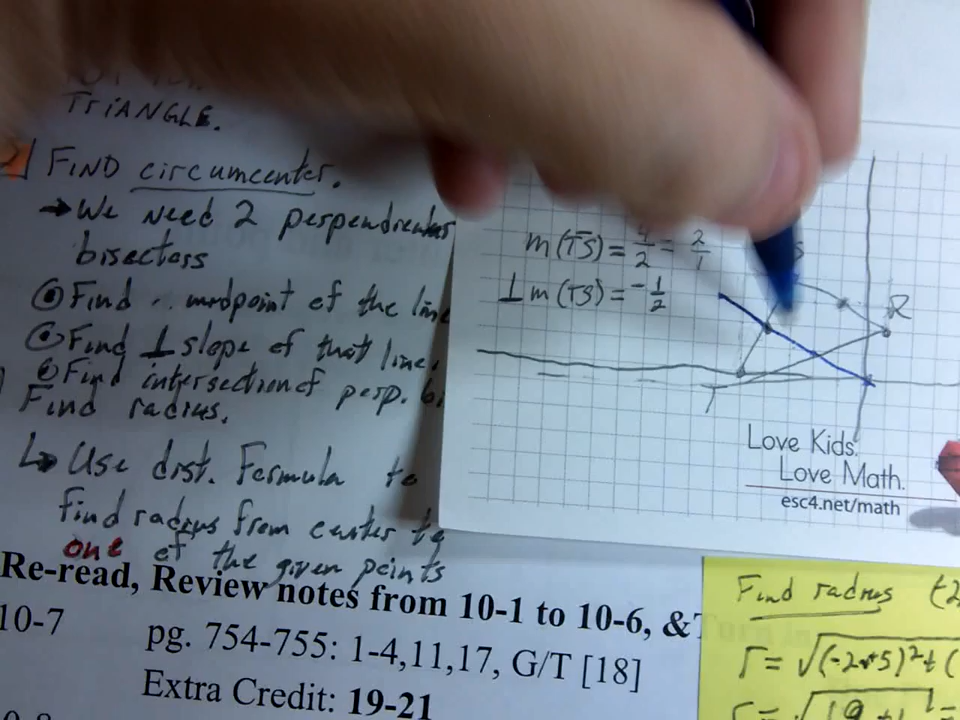 TRIANGLE.
FIND circumcenter.
→We need 2 perpendicular
bisectors
Find midpoint of the line
Find ⊥ slope of that line.
Find intersection of perp. bi
Find radius.
↳ Use dist. Formula to
find radius from center to
one of the given points
m(TS) = 4/2 = 2/1
⊥ m(TS) = -1/2
S
R
T
Love Kids.
Love Math.
esc4.net/math
Re-read, Review notes from 10-1 to 10-6, &
10-7
pg. 754-755: 1-4,11,17, G/T [18]
Extra Credit: 19-21
Find radius
r = √(-2+5)²+(